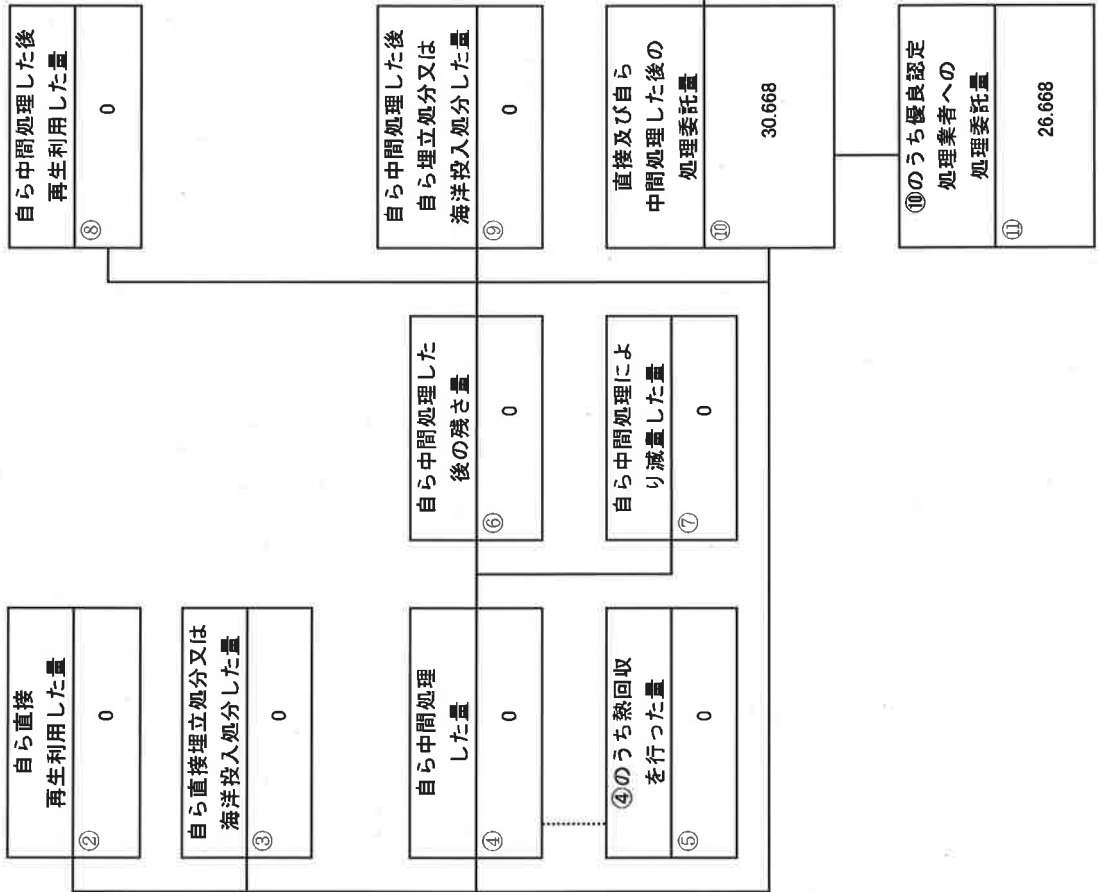 自ら直接
再生利用した量
②
0
自ら直接埋立処分又は
海洋投入処分した量
③
0
自ら中間処理
した量
④
0
④のうち熱回収
を行った量
⑤
0
自ら中間処理した
後の残さ量
⑥
0
自ら中間処理によ
り減量した量
⑦
0
自ら中間処理した後
再生利用した量
⑧
0
自ら中間処理した後
自ら埋立処分又は
海洋投入処分した量
⑨
0
直接及び自ら
中間処理した後の
処理委託量
⑩
30.668
⑩のうち優良認定
処理業者への
処理委託量
⑪
26.668